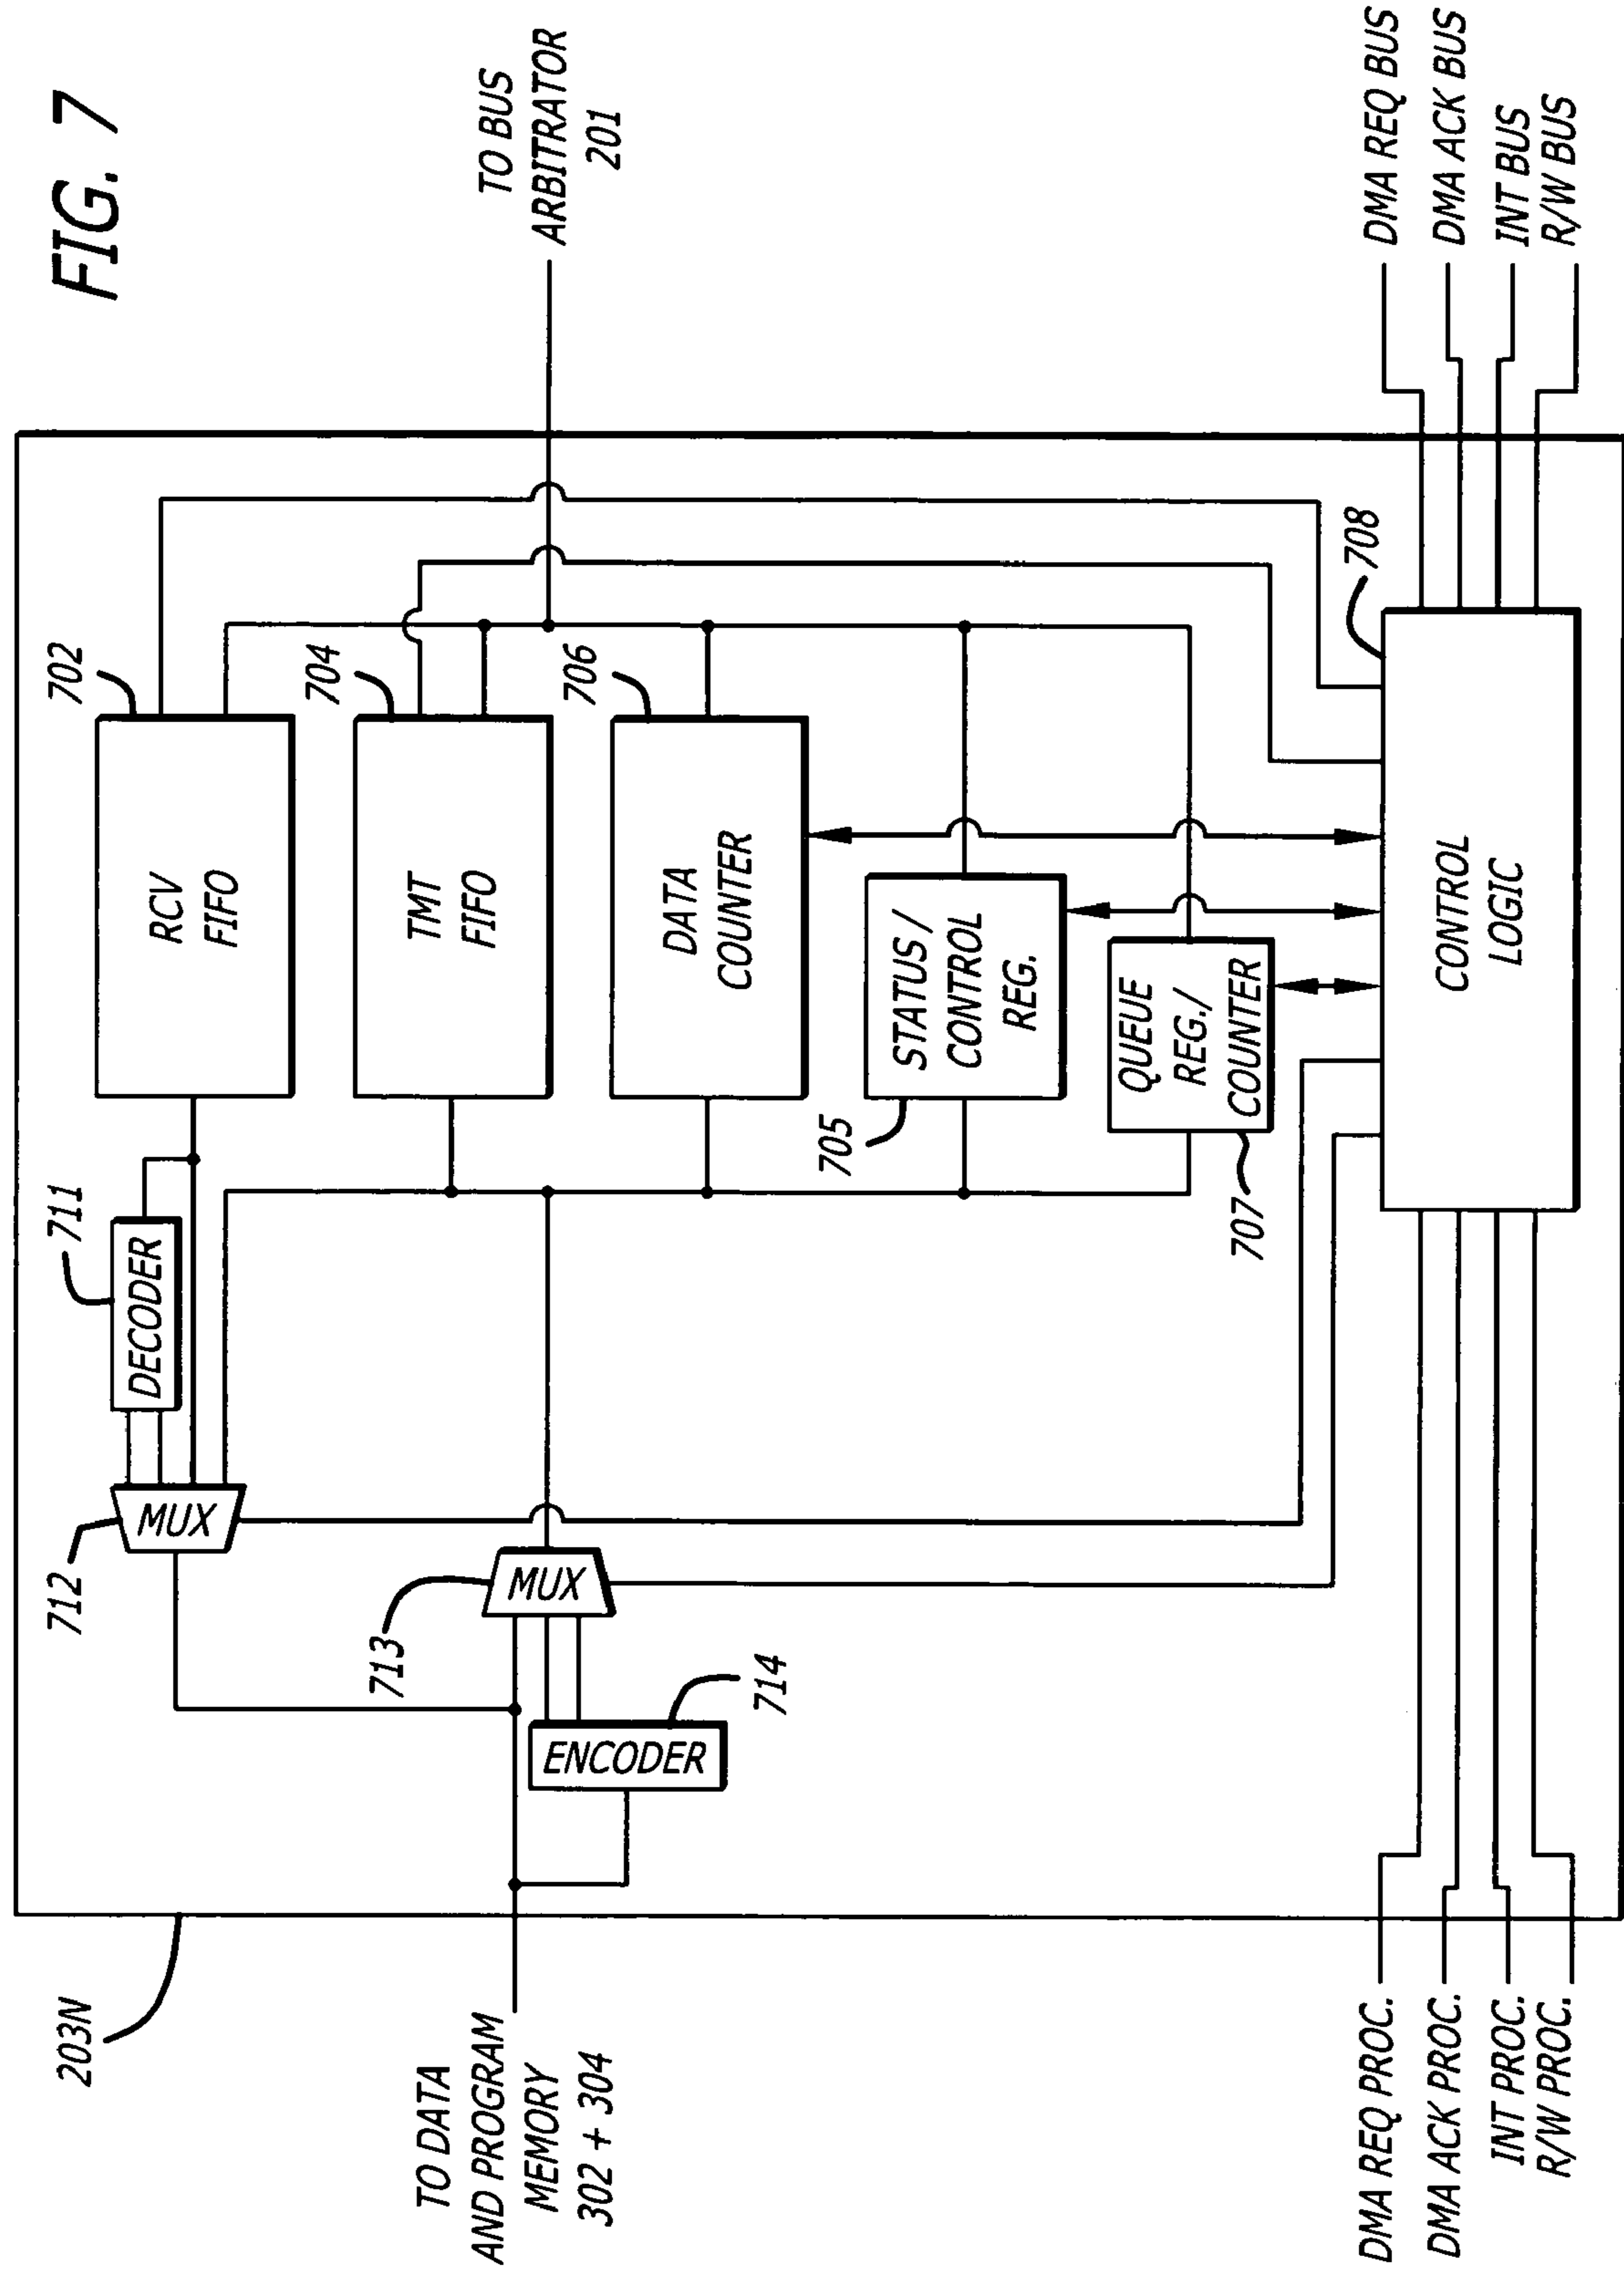 FIG. 7
203N
712
711
702
DECODER
MUX
RCV
FIFO
713
704
MUX
TMT
FIFO
TO DATA
AND PROGRAM
MEMORY
302 + 304
ENCODER
714
TO BUS
ARBITRATOR
201
706
DATA
COUNTER
705
STATUS /
CONTROL
REG.
707
QUEUE
REG./
COUNTER
708
CONTROL
LOGIC
DMA REQ PROC.
DMA ACK PROC.
INT PROC.
R/W PROC.
DMA REQ BUS
DMA ACK BUS
INT BUS
R/W BUS